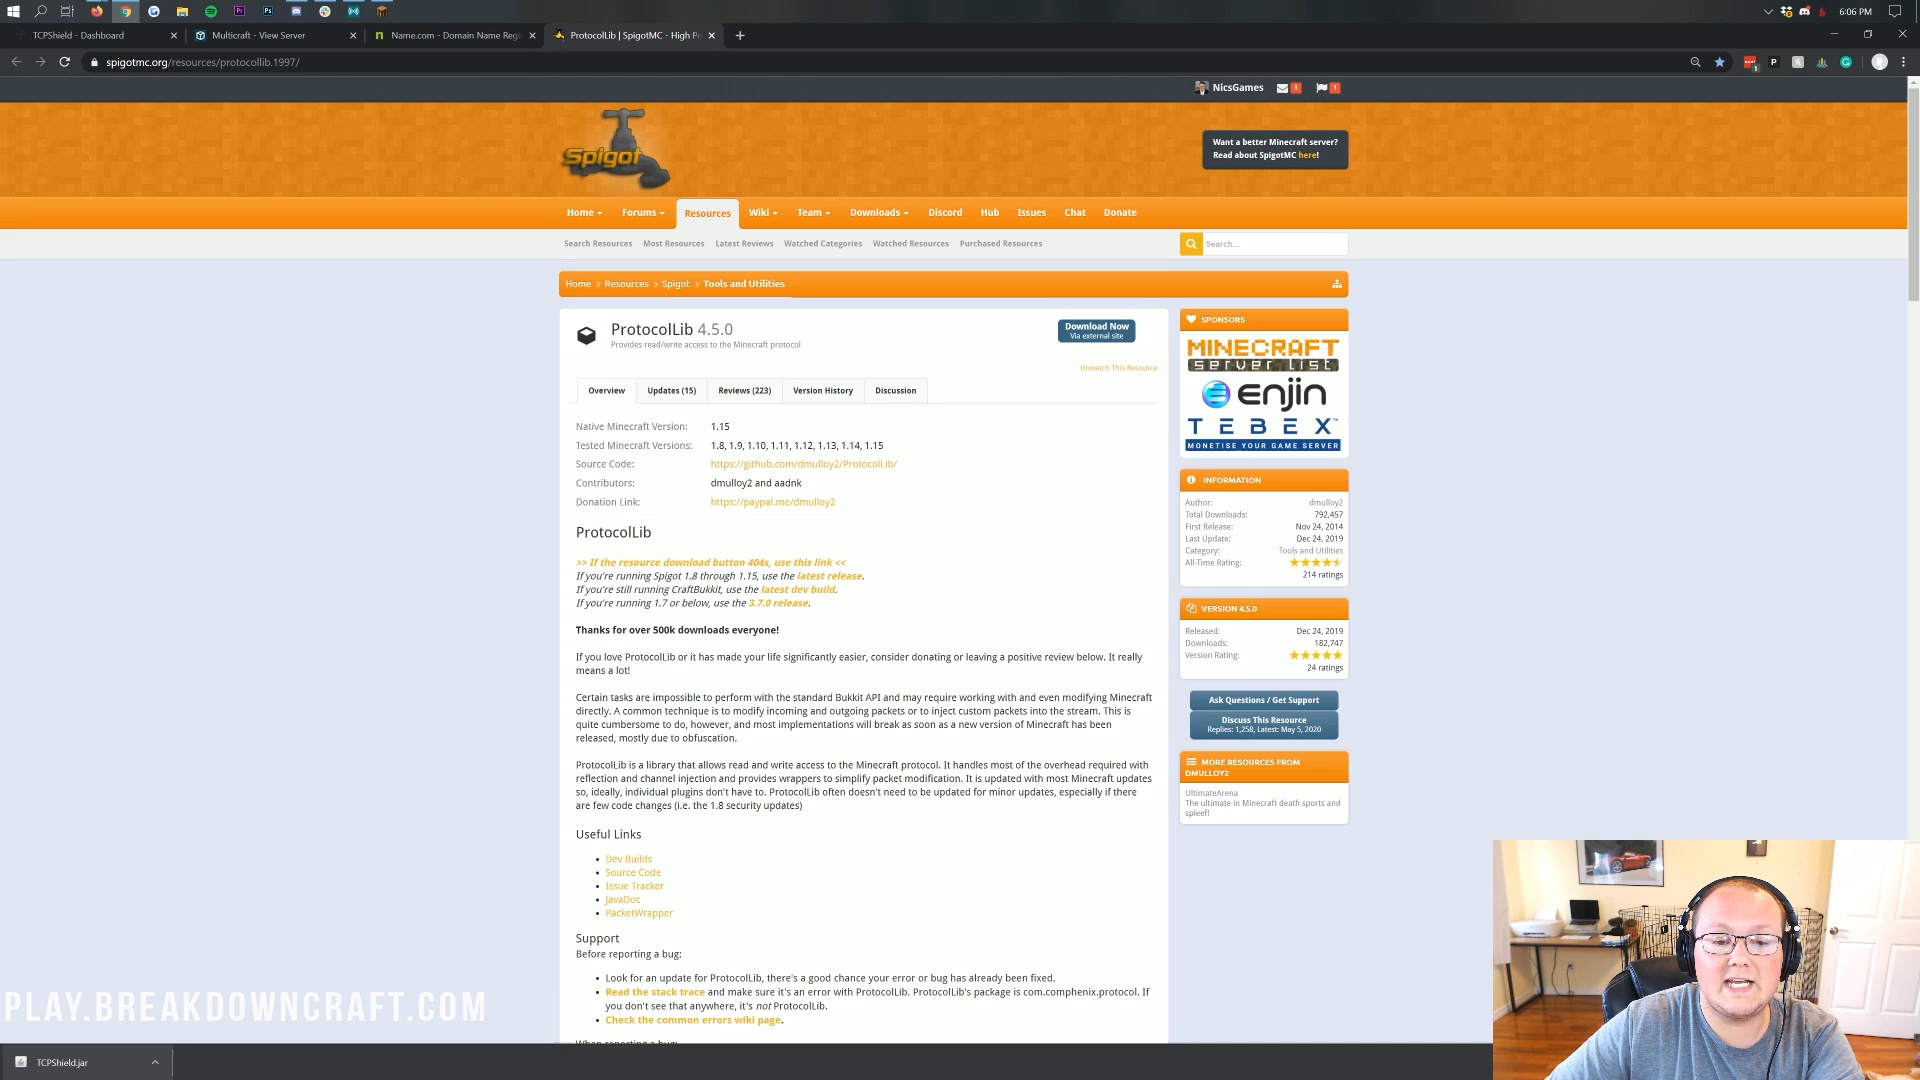 6:06 PM
TCPShield - Dashboard
Multicraft - View Server
Name.com - Domain Name Reg
ProtocolLib | SpigotMC - High P
spigotmc.org/resources/protocollib.1997/
NicsGames 1 1
Spigot
Want a better Minecraft server?
Read about SpigotMC here!
Home Forums Resources Wiki Team Downloads Discord Hub Issues Chat Donate
Search Resources Most Resources Latest Reviews Watched Categories Watched Resources Purchased Resources
Search...
Home > Resources > Spigot > Tools and Utilities
ProtocolLib 4.5.0
Provides read/write access to the Minecraft protocol
Download Now
Via external site
Unwatch This Resource
Overview Updates (15) Reviews (223) Version History Discussion
Native Minecraft Version: 1.15
Tested Minecraft Versions: 1.8, 1.9, 1.10, 1.11, 1.12, 1.13, 1.14, 1.15
Source Code: https://github.com/dmulloy2/ProtocolLib/
Contributors: dmulloy2 and aadnk
Donation Link: https://paypal.me/dmulloy2
ProtocolLib
>> If the resource download button 404s, use this link <<
If you're running Spigot 1.8 through 1.15, use the latest release.
If you're still running CraftBukkit, use the latest dev build.
If you're running 1.7 or below, use the 3.7.0 release.
Thanks for over 500k downloads everyone!
If you love ProtocolLib or it has made your life significantly easier, consider donating or leaving a positive review below. It really
means a lot!
Certain tasks are impossible to perform with the standard Bukkit API and may require working with and even modifying Minecraft
directly. A common technique is to modify incoming and outgoing packets or to inject custom packets into the stream. This is
quite cumbersome to do, however, and most implementations will break as soon as a new version of Minecraft has been
released, mostly due to obfuscation.
ProtocolLib is a library that allows read and write access to the Minecraft protocol. It handles most of the overhead required with
reflection and channel injection and provides wrappers to simplify packet modification. It is updated with most Minecraft updates
so, ideally, individual plugins don't have to. ProtocolLib often doesn't need to be updated for minor updates, especially if there
are few code changes (i.e. the 1.8 security updates)
Useful Links
Dev Builds
Source Code
Issue Tracker
JavaDoc
PacketWrapper
Support
Before reporting a bug:
Look for an update for ProtocolLib, there's a good chance your error or bug has already been fixed.
Read the stack trace and make sure it's an error with ProtocolLib. ProtocolLib's package is com.comphenix.protocol. If
you don't see that anywhere, it's not ProtocolLib.
Check the common errors wiki page.
When reporting a bug:
SPONSORS
MINECRAFT
server list
enjin
TEBEX
MONETISE YOUR GAME SERVER
INFORMATION
Author: dmulloy2
Total Downloads: 792,457
First Release: Nov 24, 2014
Last Update: Dec 24, 2019
Category: Tools and Utilities
All-Time Rating:
214 ratings
VERSION 4.5.0
Released: Dec 24, 2019
Downloads: 182,747
Version Rating:
24 ratings
Ask Questions / Get Support
Discuss This Resource
Replies: 1,258, Latest: May 5, 2020
MORE RESOURCES FROM
DMULLOY2
UltimateArena
The ultimate in Minecraft death sports and
spleef!
PLAY.BREAKDOWNCRAFT.COM
TCPShield.jar